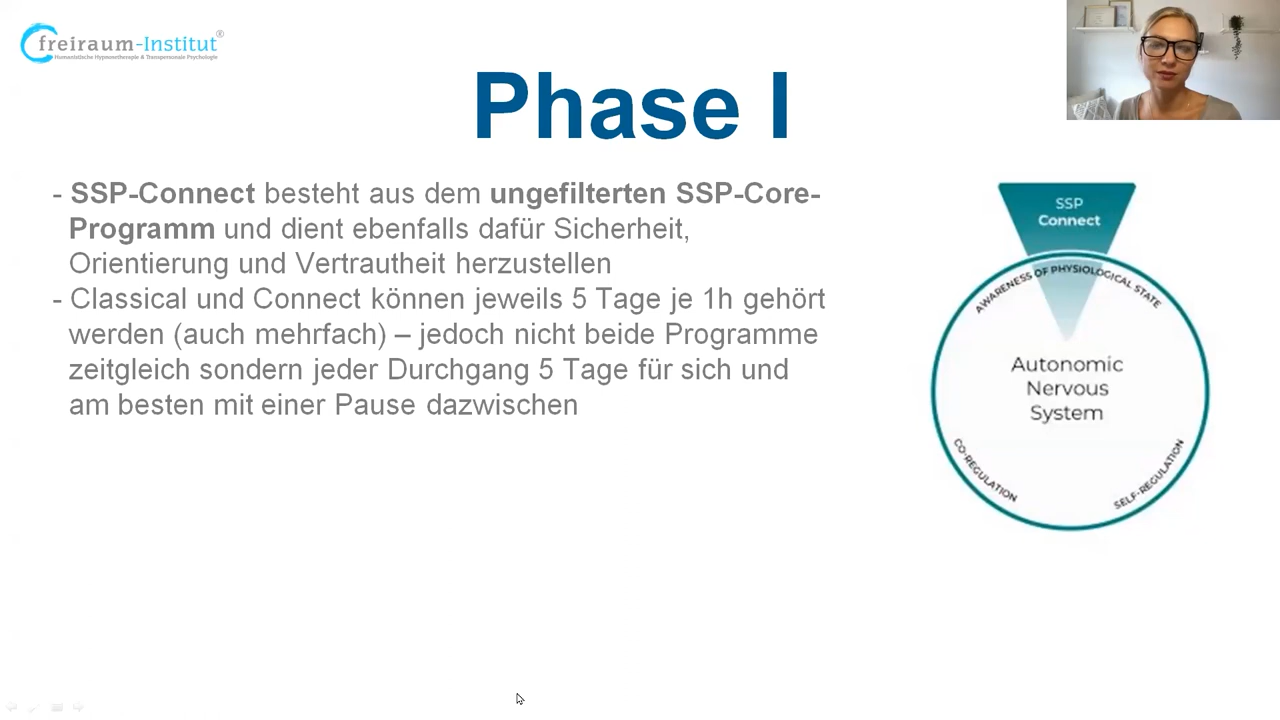 freiraum-Institut®
Humanistische Hypnosetherapie & Transpersonale Psychologie
Phase I
- SSP-Connect besteht aus dem ungefilterten SSP-Core-
Programm und dient ebenfalls dafür Sicherheit,
Orientierung und Vertrautheit herzustellen
- Classical und Connect können jeweils 5 Tage je 1h gehört
werden (auch mehrfach) – jedoch nicht beide Programme
zeitgleich sondern jeder Durchgang 5 Tage für sich und
am besten mit einer Pause dazwischen
SSP
Connect
AWARENESS OF PHYSIOLOGICAL STATE
Autonomic
Nervous
System
CO-REGULATION
SELF-REGULATION